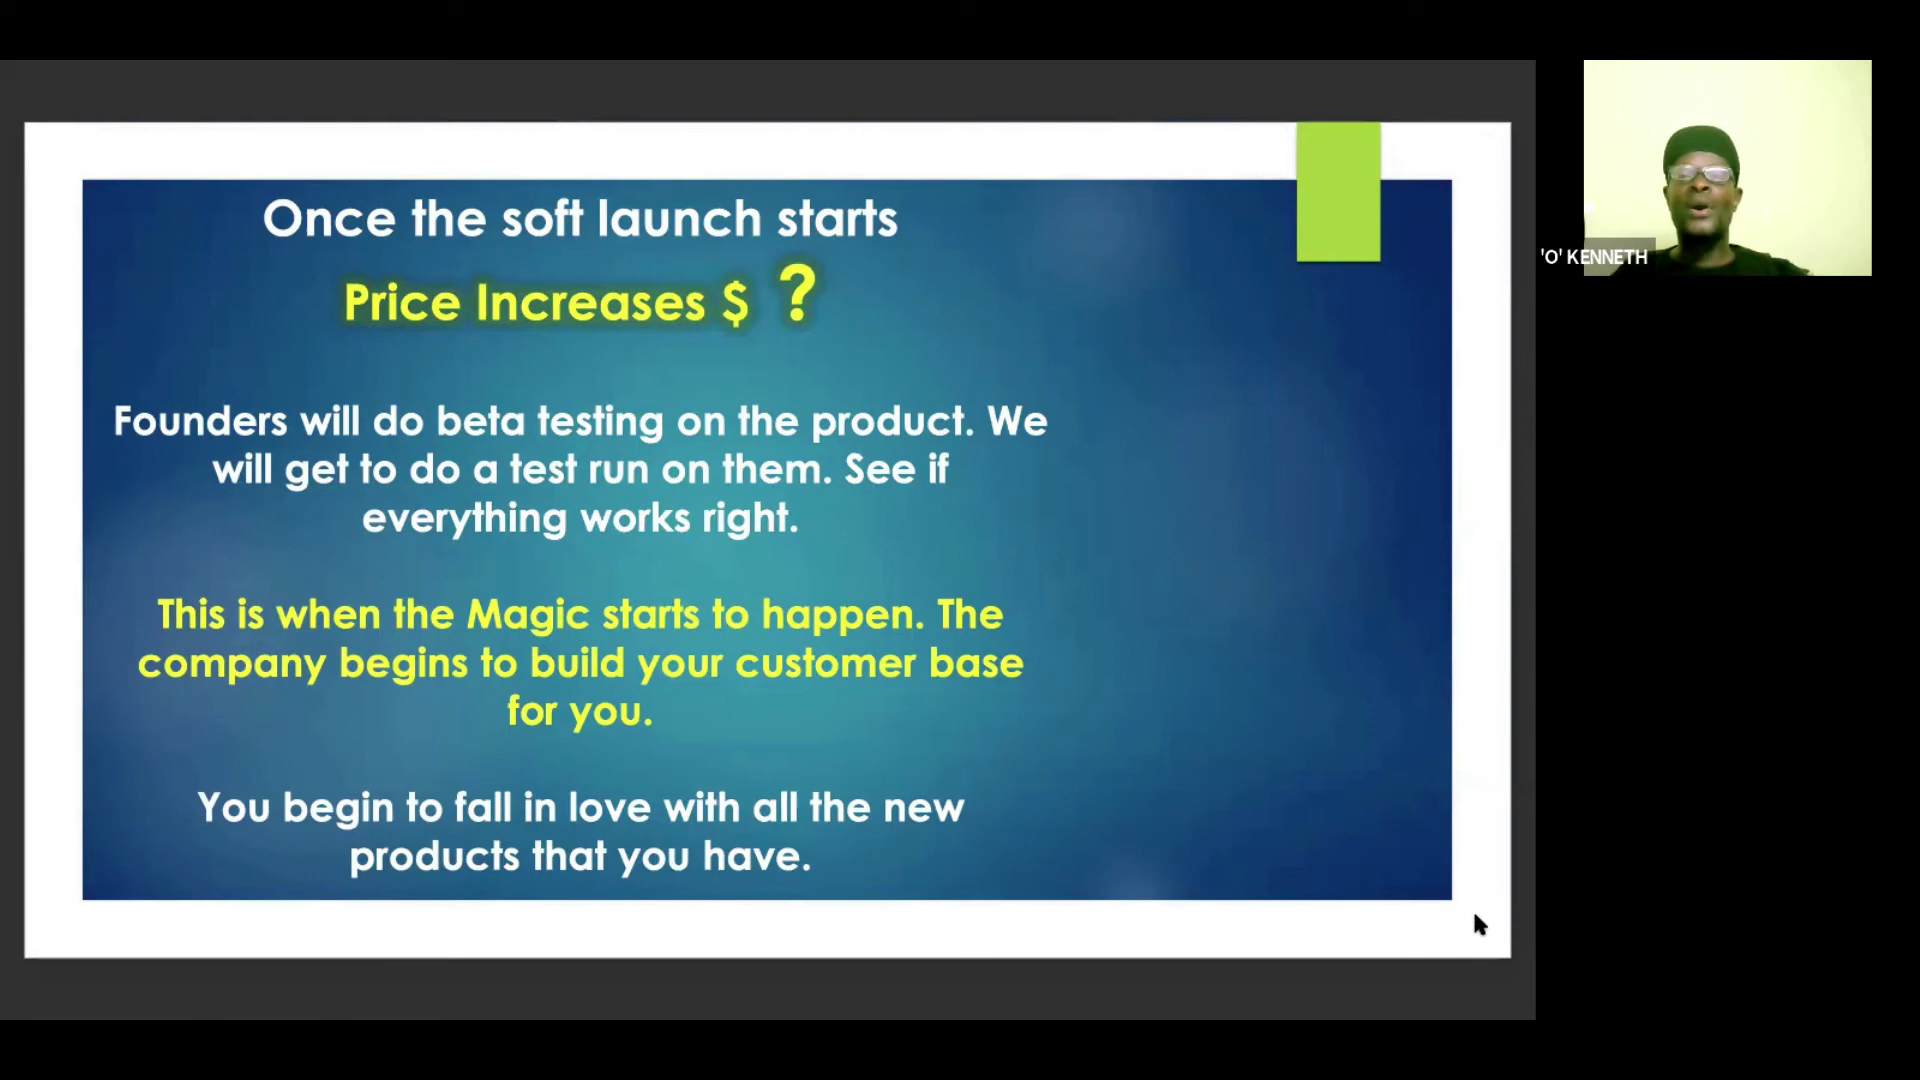 Once the soft launch starts
Price Increases $ ?
Founders will do beta testing on the product. We
will get to do a test run on them. See if
everything works right.
This is when the Magic starts to happen. The
company begins to build your customer base
for you.
You begin to fall in love with all the new
products that you have.
'O' KENNETH